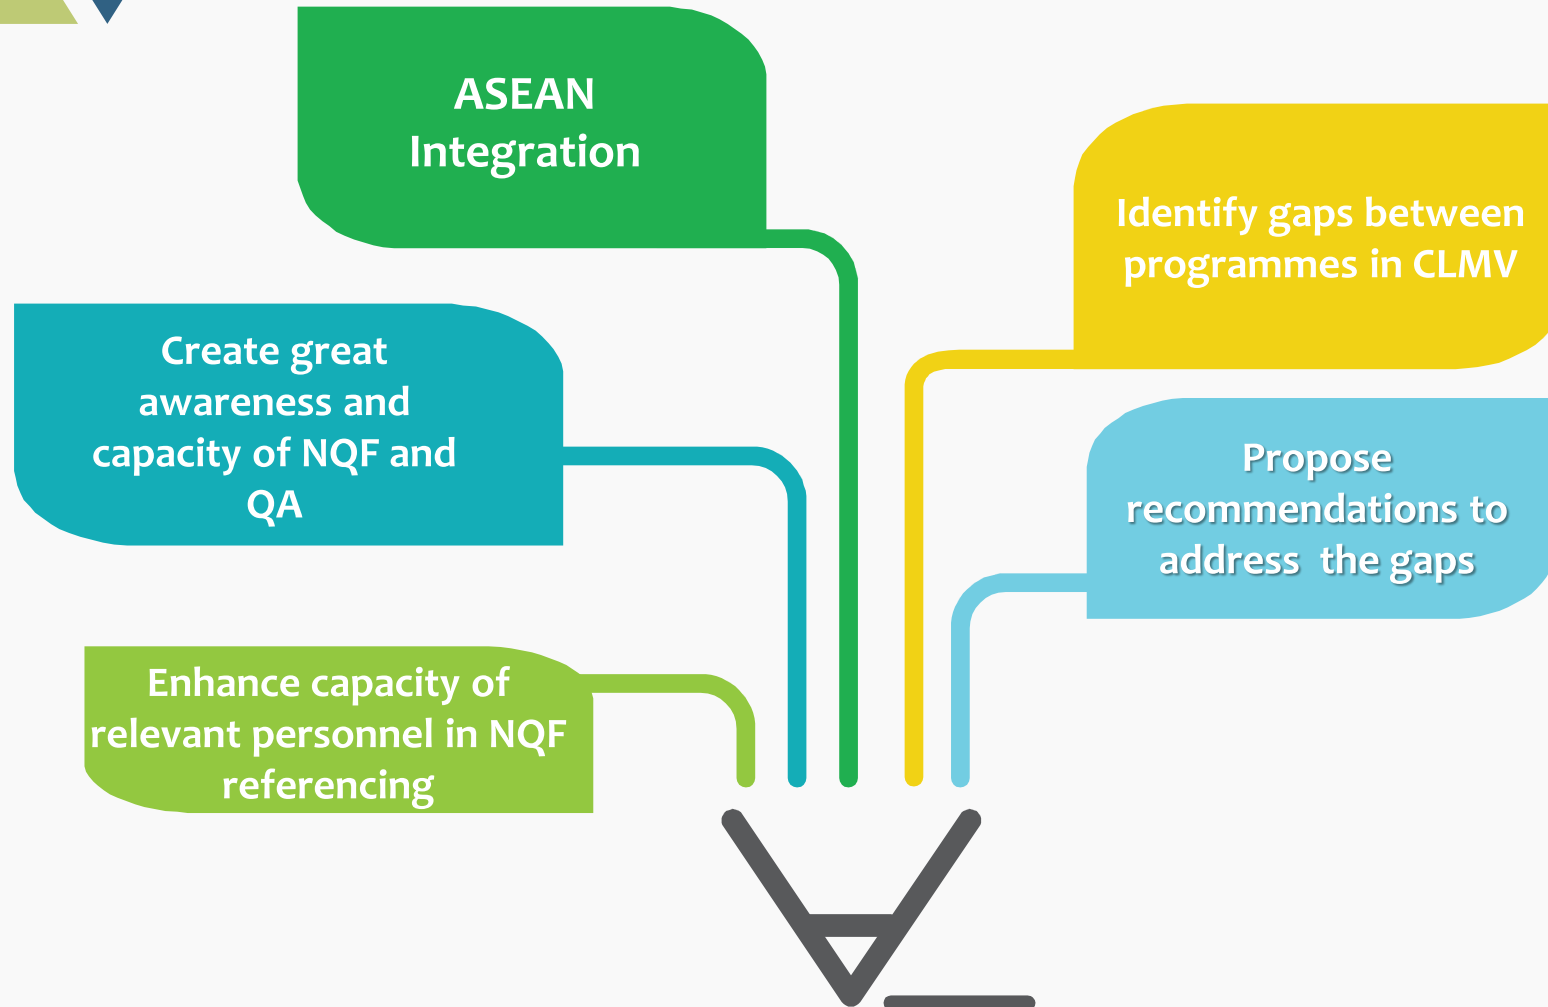 ASEAN
Integration
Identify gaps between
programmes in CLMV
Create great
awareness and
capacity of NQF and
QA
Propose
recommendations to
address  the gaps
Enhance capacity of
relevant personnel in NQF
referencing